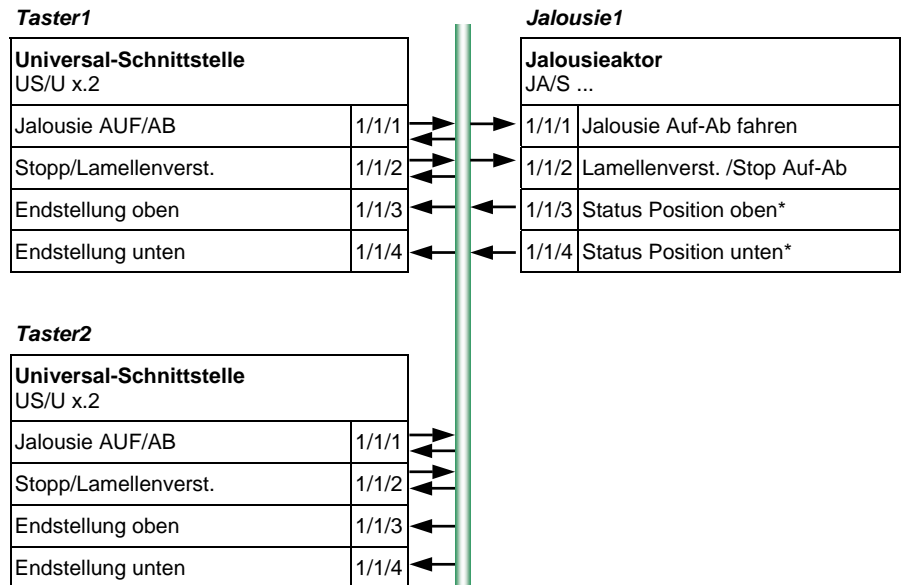 Taster1
Universal-Schnittstelle
US/U x.2
Jalousie AUF/AB 1/1/1
Stopp/Lamellenverst. 1/1/2
Endstellung oben 1/1/3
Endstellung unten 1/1/4
Jalousie1
Jalousieaktor
JA/S ...
1/1/1 Jalousie Auf-Ab fahren
1/1/2 Lamellenverst. /Stop Auf-Ab
1/1/3 Status Position oben*
1/1/4 Status Position unten*
Taster2
Universal-Schnittstelle
US/U x.2
Jalousie AUF/AB 1/1/1
Stopp/Lamellenverst. 1/1/2
Endstellung oben 1/1/3
Endstellung unten 1/1/4